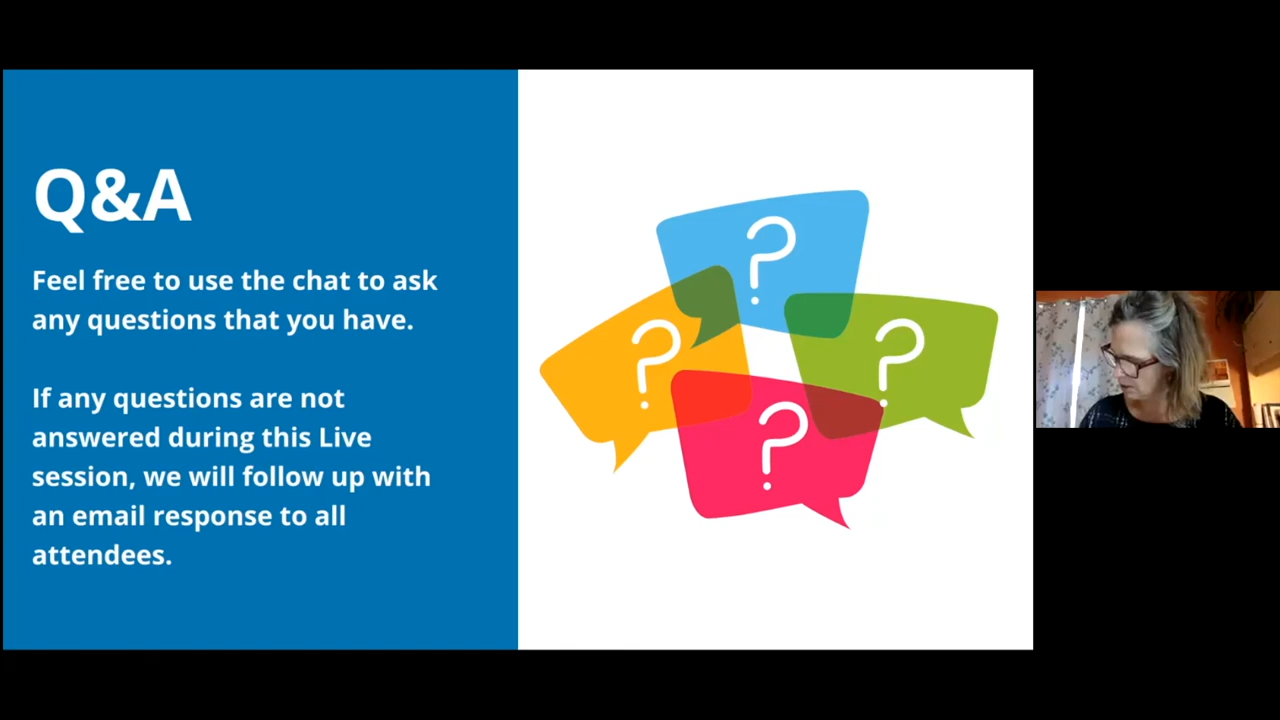 Q&A
Feel free to use the chat to ask
any questions that you have.
If any questions are not
answered during this Live
session, we will follow up with
an email response to all
attendees.
?
?
?
?